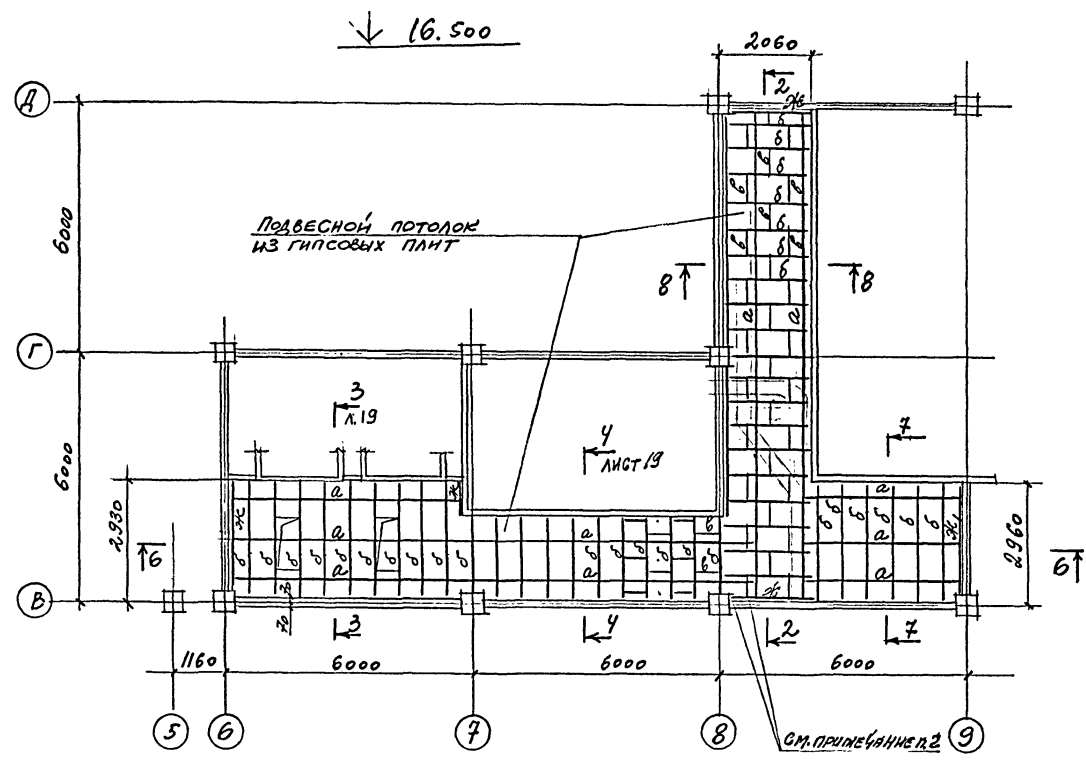 16.500
2060
2
Д
ж
б
б
в
б
в
в
б
в
б
в
б
в
б
6000
ПОДВЕСНОЙ ПОТОЛОК
ИЗ ГИПСОВЫХ ПЛИТ
8
8
а
а
Г
3
Л.19
4
ЛИСТ 19
7
6000
2930
2960
а
ж
ж
а
а
б б б б б б б б б б
а
а
б б б б б
в
в
а
б б б б б б
ж
а
а
6
6
В
ж
3
4
2
7
1160
6000
6000
6000
5
6
7
8
9
СМ. ПРИМЕЧАНИЕ П.2